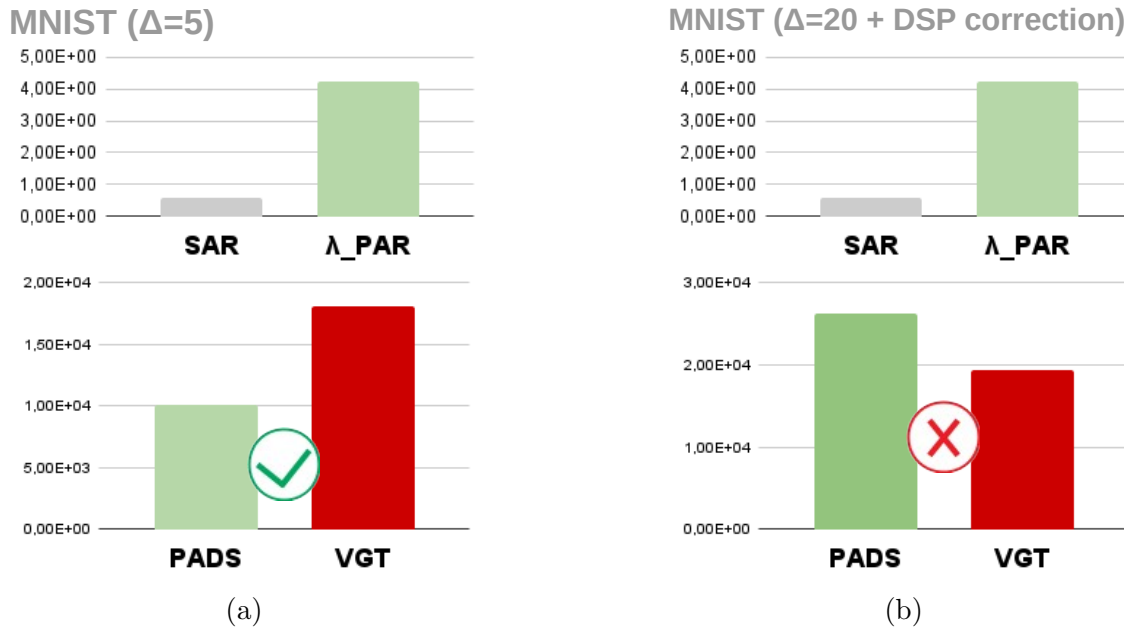 MNIST (Δ=5)
5,00E+00
4,00E+00
3,00E+00
2,00E+00
1,00E+00
0,00E+00
SAR λ_PAR
2,00E+04
1,50E+04
1,00E+04
5,00E+03
0,00E+00
PADS VGT
(a)
MNIST (Δ=20 + DSP correction)
5,00E+00
4,00E+00
3,00E+00
2,00E+00
1,00E+00
0,00E+00
SAR λ_PAR
3,00E+04
2,00E+04
1,00E+04
0,00E+00
PADS VGT
(b)